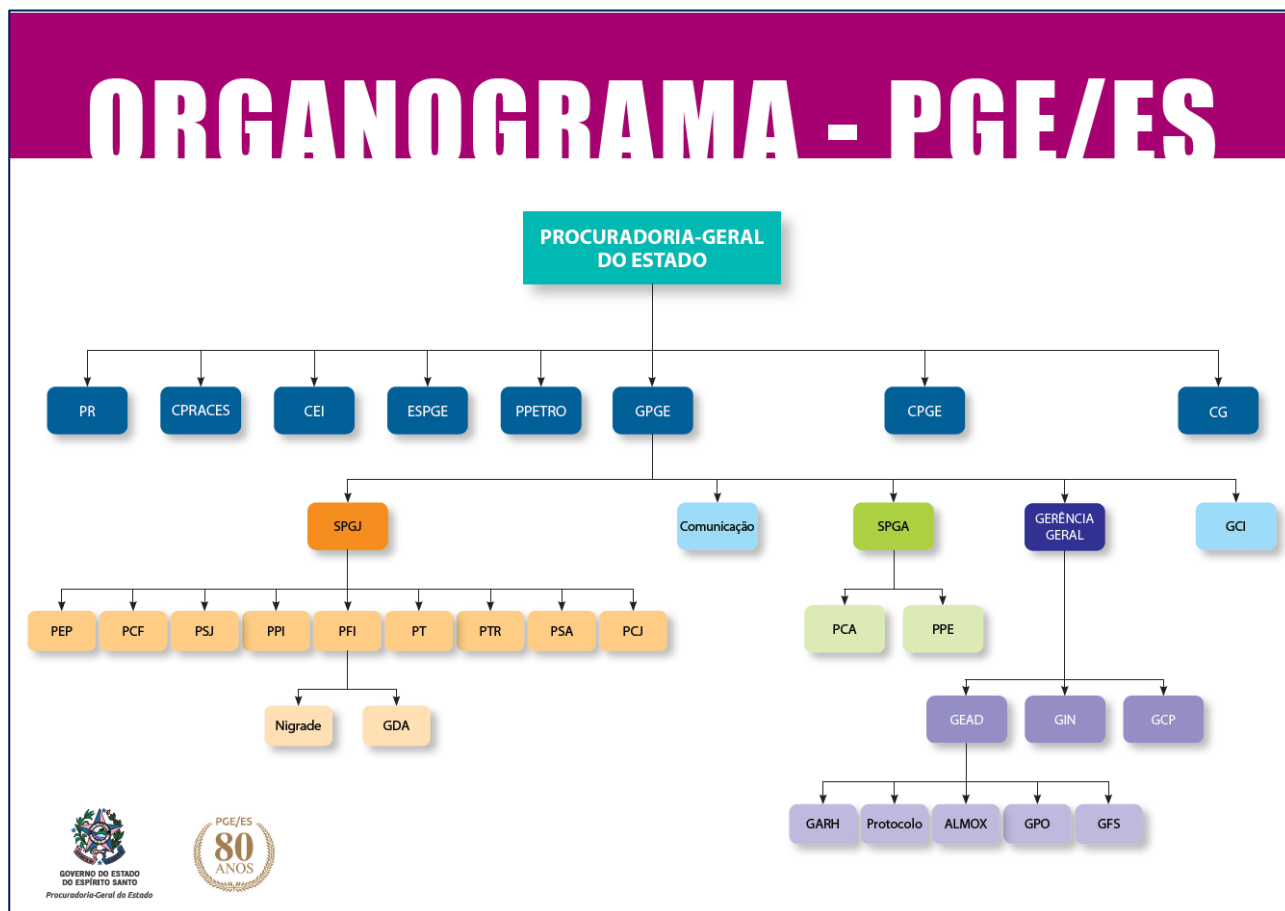 ORGANOGRAMA - PGE/ES
PROCURADORIA-GERAL
DO ESTADO
PR
CPRACES
CEI
ESPGE
PPETRO
GPGE
CPGE
CG
SPGJ
Comunicação
SPGA
GERÊNCIA
GERAL
GCI
PEP
PCF
PSJ
PPI
PFI
PT
PTR
PSA
PCJ
PCA
PPE
Nigrade
GDA
GEAD
GIN
GCP
GARH
Protocolo
ALMOX
GPO
GFS
GOVERNO DO ESTADO
DO ESPÍRITO SANTO
Procuradoria-Geral do Estado
PGE/ES
80
ANOS